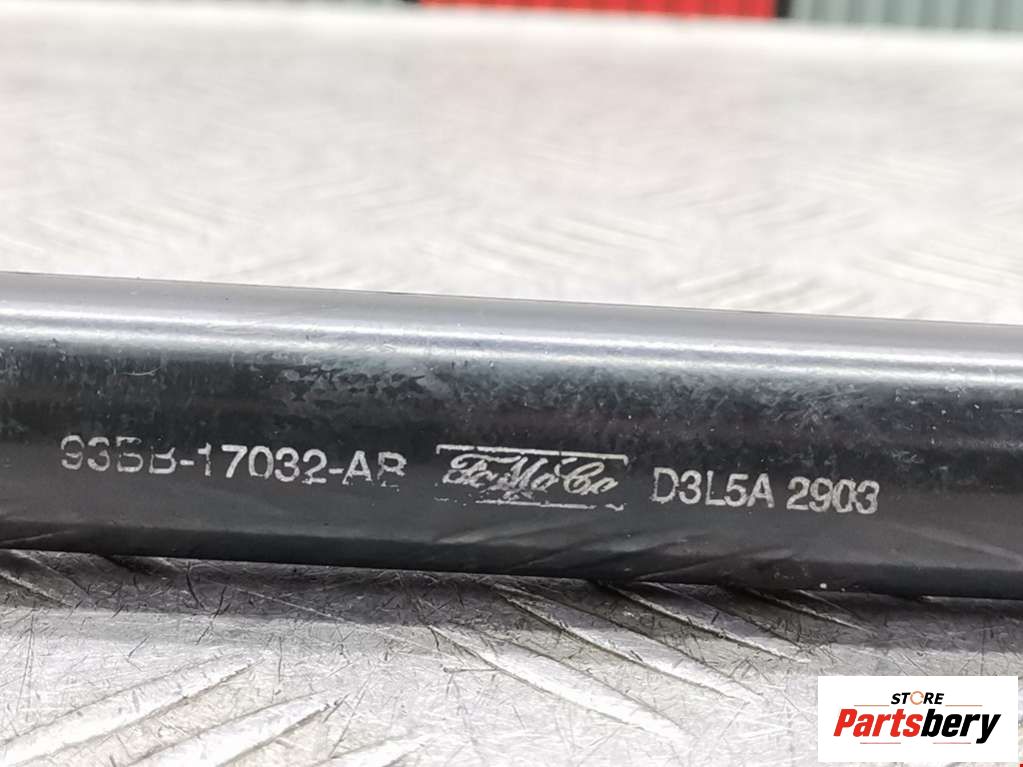 93BB-17032-AB FoMoCo D3L5A 2903
STORE
Partsbery